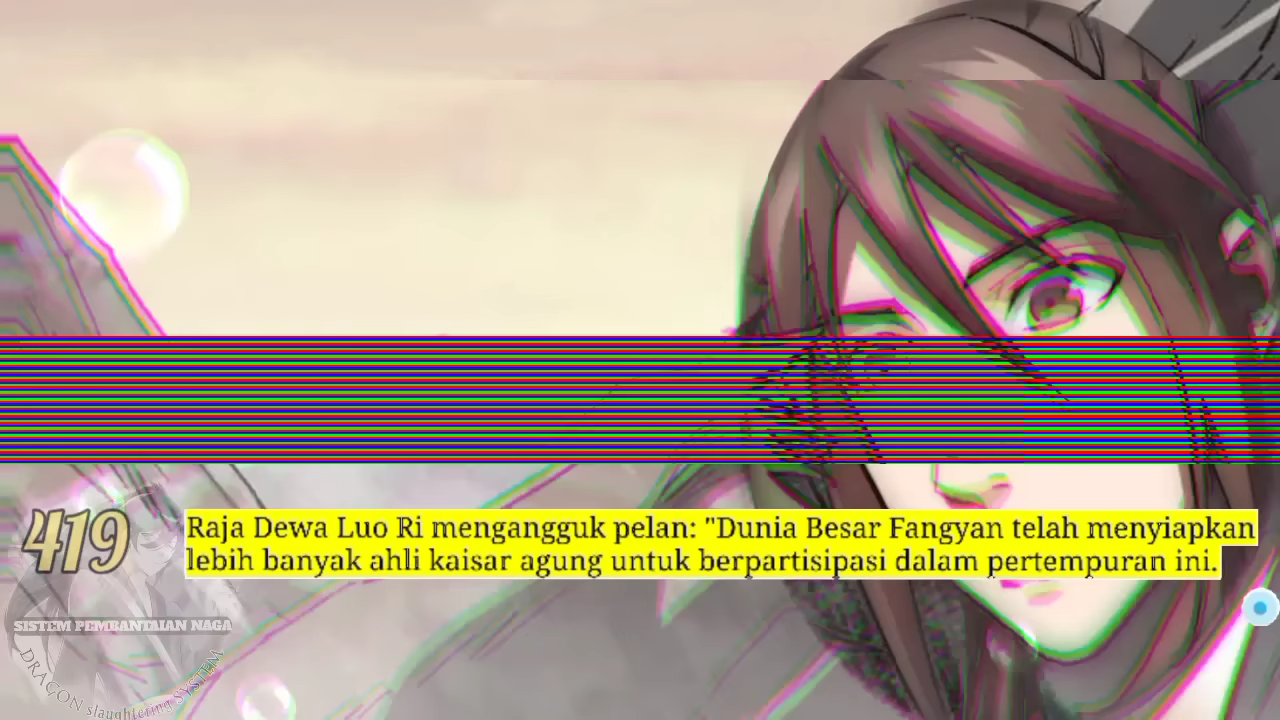 419
Raja Dewa Luo Ri mengangguk pelan: "Dunia Besar Fangyan telah menyiapkan
lebih banyak ahli kaisar agung untuk berpartisipasi dalam pertempuran ini.
SISTEM PEMBANTAIAN NAGA
DRAGON slaughtering SYSTEM